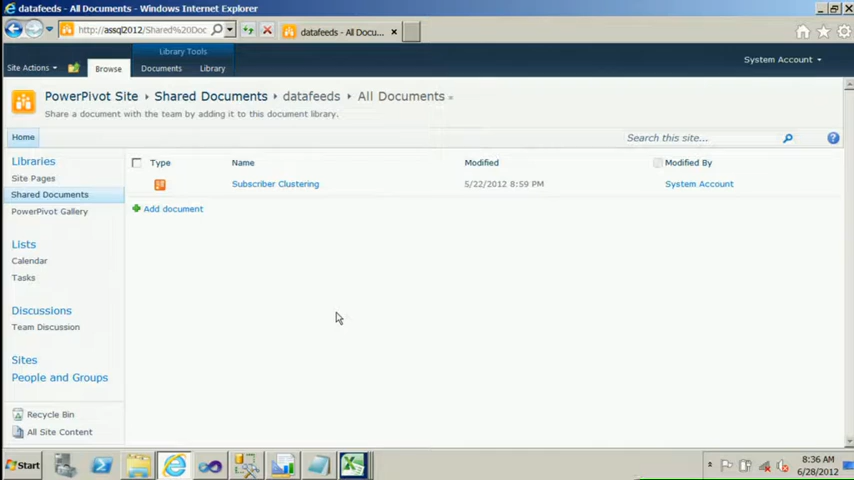 datafeeds - All Documents - Windows Internet Explorer
http://assql2012/Shared%20Doc
datafeeds - All Docu...
Library Tools
Site Actions
Browse
Documents
Library
System Account
PowerPivot Site
Shared Documents
datafeeds
All Documents
Share a document with the team by adding it to this document library.
Home
Search this site...
Libraries
Site Pages
Shared Documents
PowerPivot Gallery
Lists
Calendar
Tasks
Discussions
Team Discussion
Sites
People and Groups
Recycle Bin
All Site Content
Type Name Modified Modified By
Subscriber Clustering 5/22/2012 8:59 PM System Account
Add document
Start
8:36 AM
6/28/2012